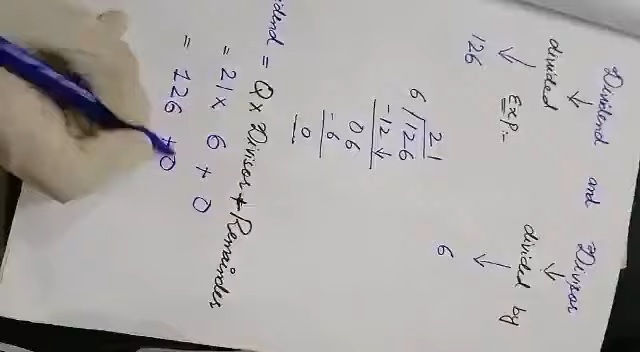 Dividend and Divisor
↓ ↓
divided divided by
↓ Exp:- ↓
126 6
21
6)126
-12↓
06
-6
0
idend = Q x Divisor + Remainder
= 21 x 6 + 0
= 126 + 0